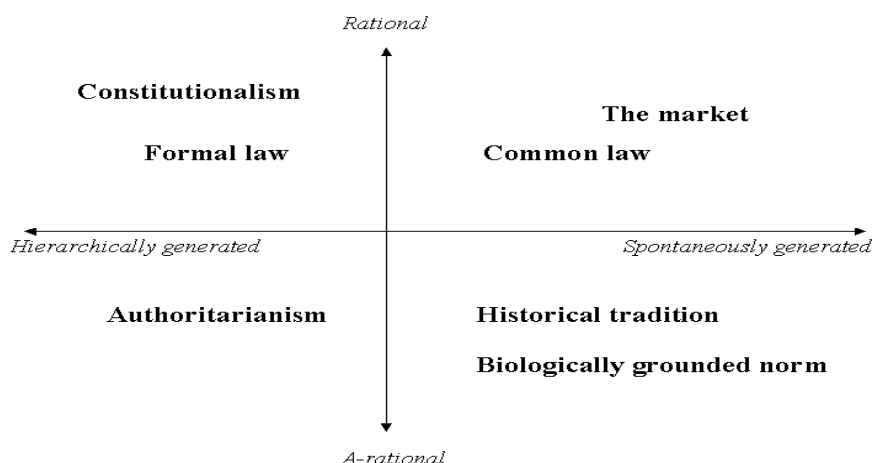 Rational
Constitutionalism
The market
Formal law
Common law
Hierarchically generated
Spontaneously generated
Authoritarianism
Historical tradition
Biologically grounded norm
A-rational